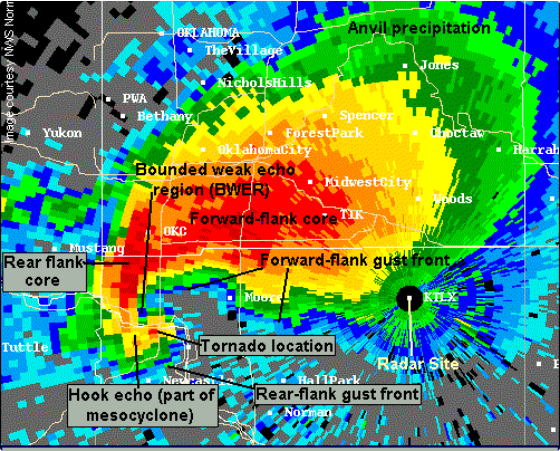 Image courtesy NWS Norm
OKLAHOMA
Anvil precipitation
TheVillage
Jones
NicholsHills
PWA
Bethany
Spencer
Yukon
ForestPark
Choctaw
OklahomaCity
Harrah
Bounded weak echo
region (BWER)
MidwestCity
Woods
Forward-flank core
TIK
OKC
Mustang
Rear flank
core
Forward-flank gust front
Moore
KTLX
Tornado location
Tuttle
Radar Site
Newcastle
HallPark
Hook echo (part of
mesocyclone)
Rear-flank gust front
Norman